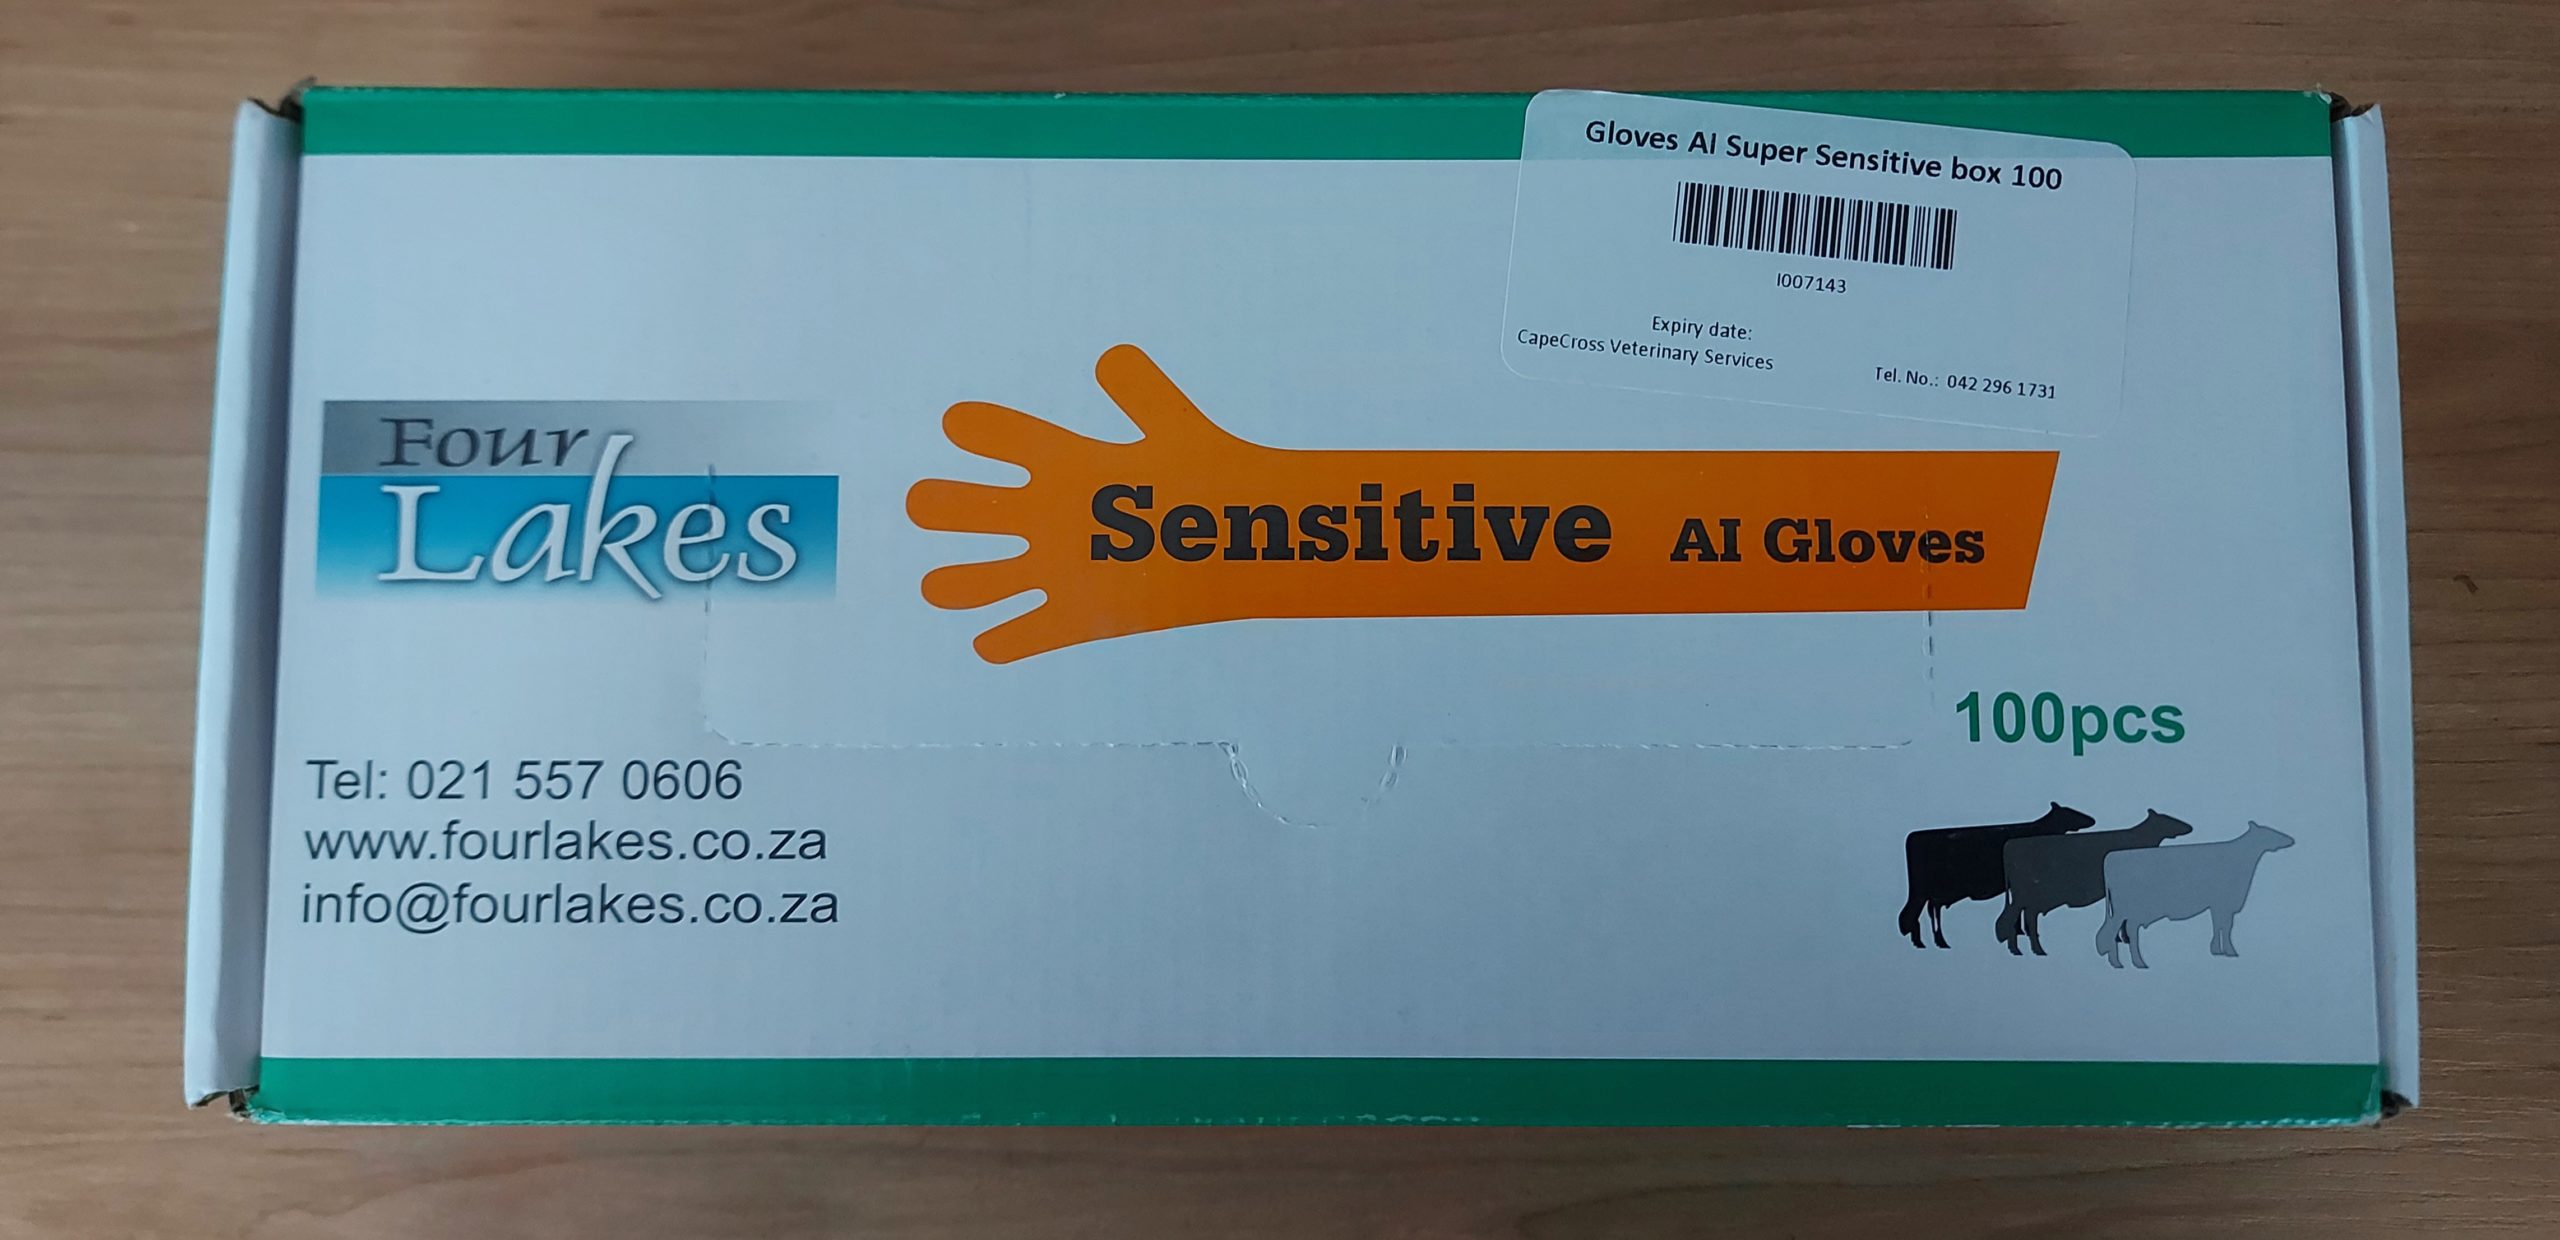 Gloves AI Super Sensitive box 100
I007143
Expiry date:
CapeCross Veterinary Services
Tel. No.: 042 296 1731
Four
Lakes
Sensitive AI Gloves
100pcs
Tel: 021 557 0606
www.fourlakes.co.za
info@fourlakes.co.za